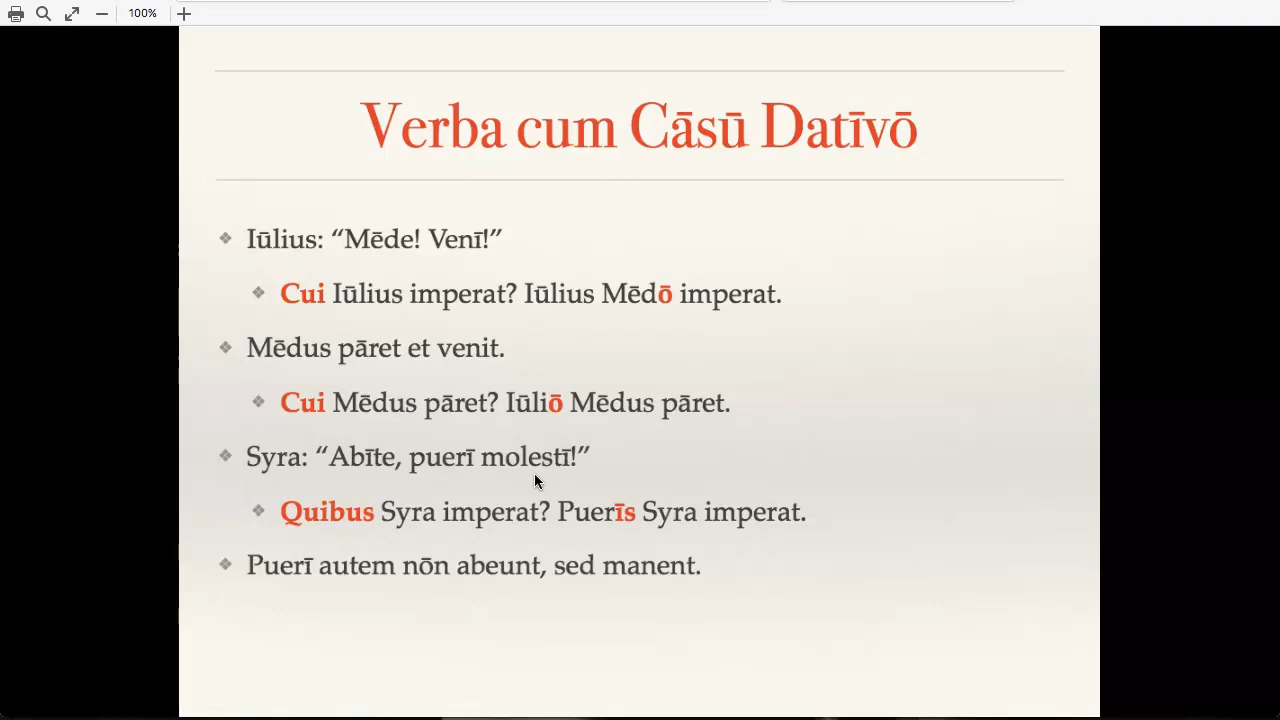 100%
Verba cum Cāsū Datīvō
Iūlius: “Mēde! Venī!”
Cui Iūlius imperat? Iūlius Mēdō imperat.
Mēdus pāret et venit.
Cui Mēdus pāret? Iūliō Mēdus pāret.
Syra: “Abīte, puerī molestī!”
Quibus Syra imperat? Puerīs Syra imperat.
Puerī autem nōn abeunt, sed manent.